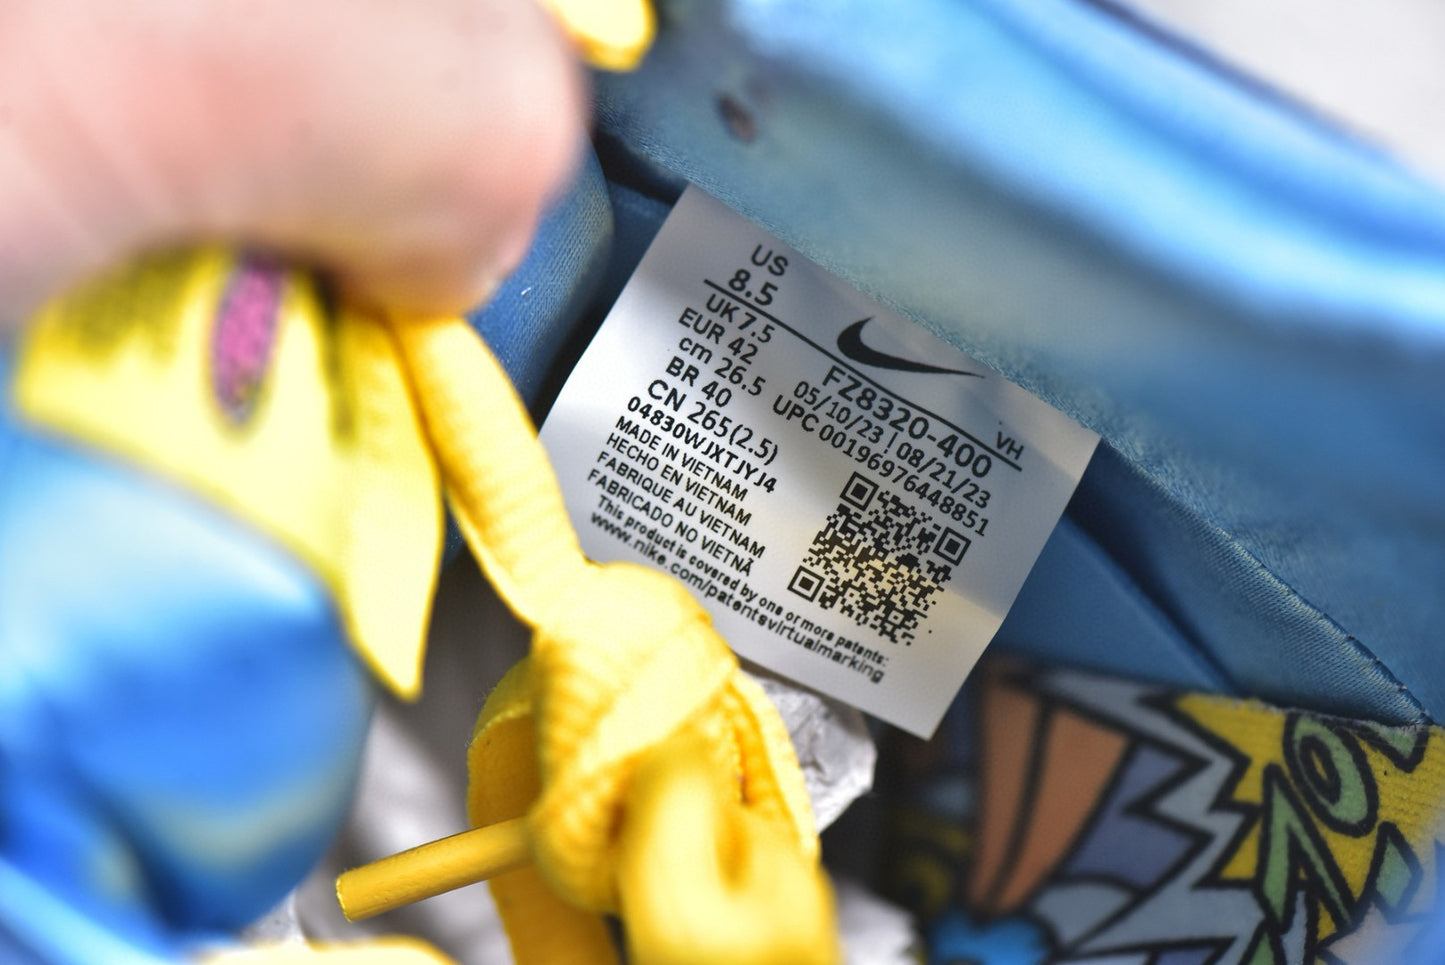 US
8.5
UK 7.5
EUR 42
cm 26.5
BR 40
CN 265(2.5)
FZ8320-400 VH
05/10/23 | 08/21/23
UPC 00196976448851
04830WJXTJYJ4
MADE IN VIETNAM
HECHO EN VIETNAM
FABRIQUE AU VIETNAM
FABRICADO NO VIETNÃ
This product is covered by one or more patents:
www.nike.com/patentsvirtualmarking